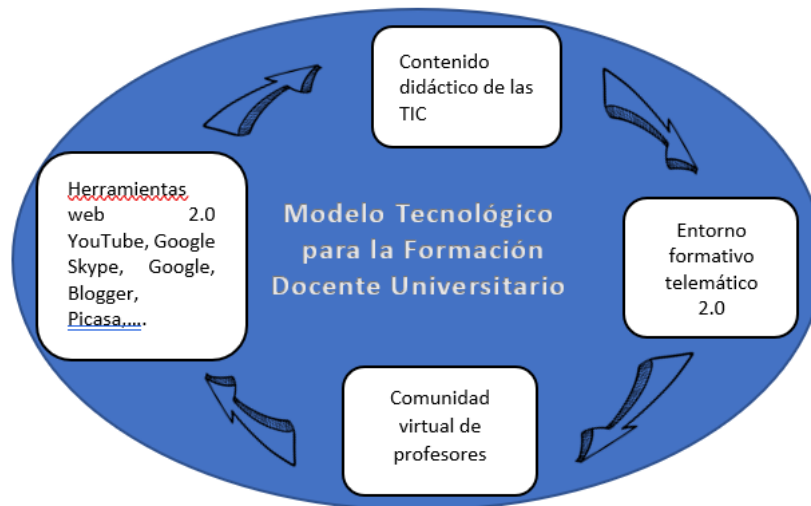 Contenido
didáctico de las
TIC
Herramientas
web 2.0
YouTube, Google
Skype, Google,
Blogger,
Picasa,….
Modelo Tecnológico
para la Formación
Docente Universitario
Entorno
formativo
telemático
2.0
Comunidad
virtual de
profesores